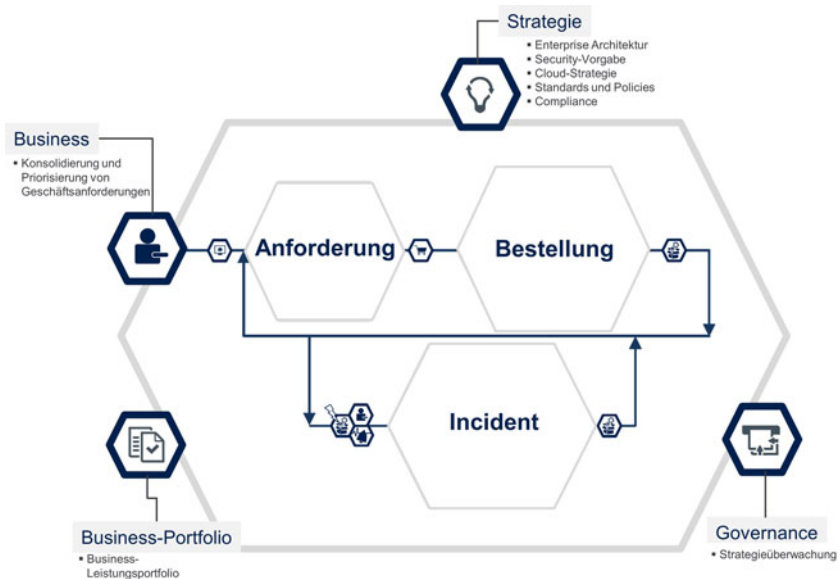 Strategie
▪ Enterprise Architektur
▪ Security-Vorgabe
▪ Cloud-Strategie
▪ Standards und Policies
▪ Compliance
Business
▪ Konsolidierung und
Priorisierung von
Geschäftsanforderungen
Anforderung
Bestellung
Incident
Business-Portfolio
▪ Business-
Leistungsportfolio
Governance
▪ Strategieüberwachung